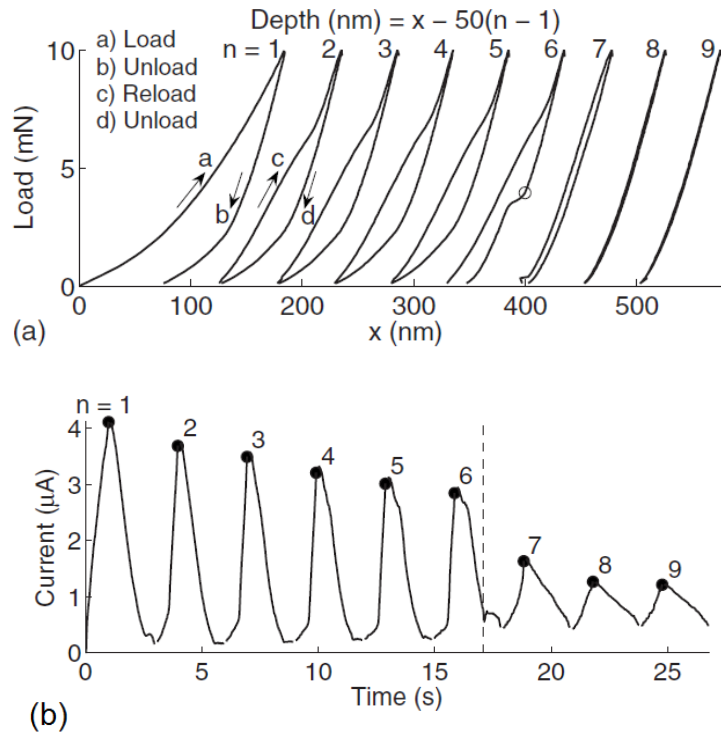 Depth (nm) = x – 50(n – 1)
a) Load
b) Unload
c) Reload
d) Unload
n = 1 2 3 4 5 6 7 8 9
10
5
0
Load (mN)
a
b
c
d
0 100 200 300 400 500
x (nm)
(a)
n = 1
2
3
4
5
6
7
8
9
4
3
2
1
0
Current (μA)
0 5 10 15 20 25
Time (s)
(b)